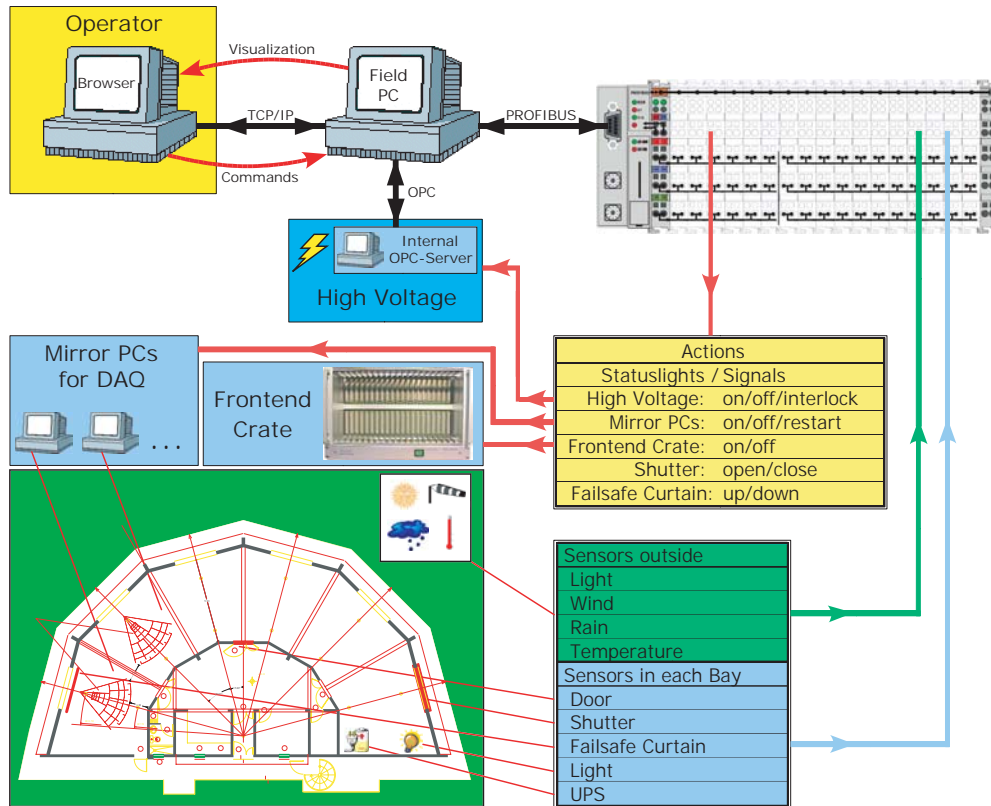 Operator
Visualization
Browser
Field
PC
TCP/IP
PROFIBUS
Commands
OPC
Internal
OPC-Server
High Voltage
Mirror PCs
for DAQ
. . .
Frontend
Crate
Actions
Statuslights / Signals
High Voltage: on/off/interlock
Mirror PCs: on/off/restart
Frontend Crate: on/off
Shutter: open/close
Failsafe Curtain: up/down
Sensors outside
Light
Wind
Rain
Temperature
Sensors in each Bay
Door
Shutter
Failsafe Curtain
Light
UPS